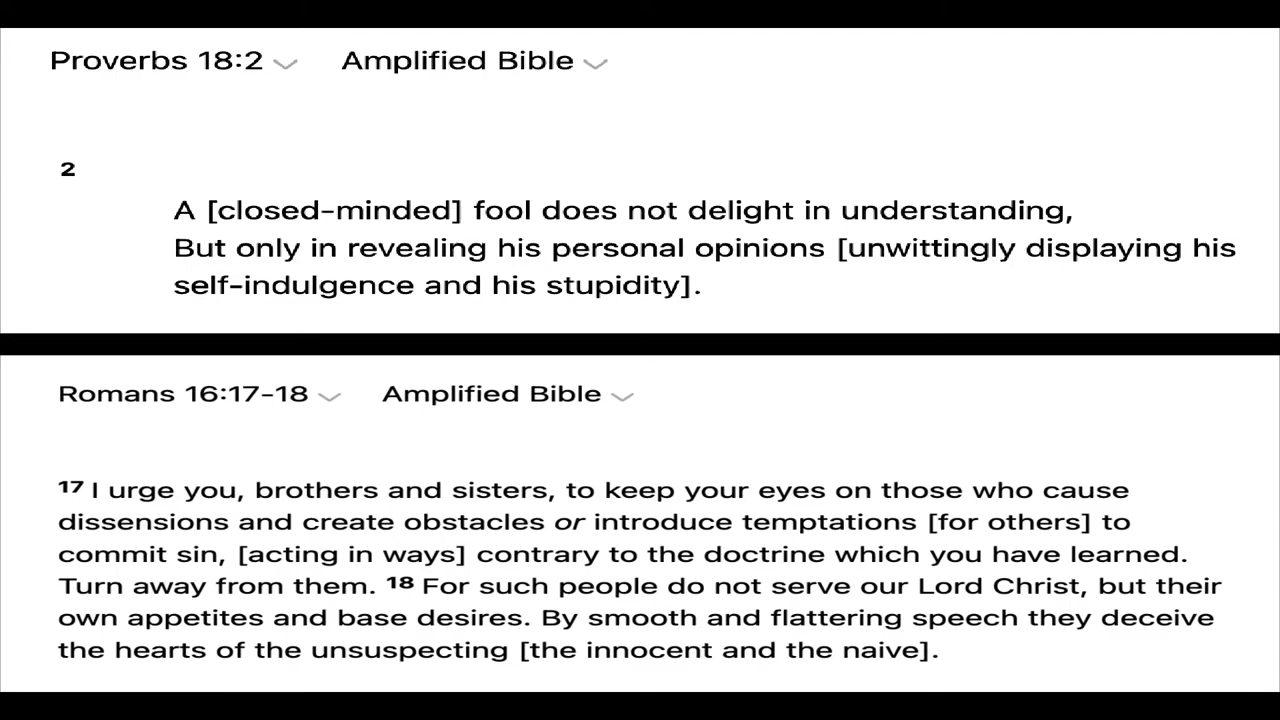 Proverbs 18:2 Amplified Bible
2
A [closed-minded] fool does not delight in understanding,
But only in revealing his personal opinions [unwittingly displaying his
self-indulgence and his stupidity].
Romans 16:17-18 Amplified Bible
17 I urge you, brothers and sisters, to keep your eyes on those who cause
dissensions and create obstacles or introduce temptations [for others] to
commit sin, [acting in ways] contrary to the doctrine which you have learned.
Turn away from them. 18 For such people do not serve our Lord Christ, but their
own appetites and base desires. By smooth and flattering speech they deceive
the hearts of the unsuspecting [the innocent and the naive].